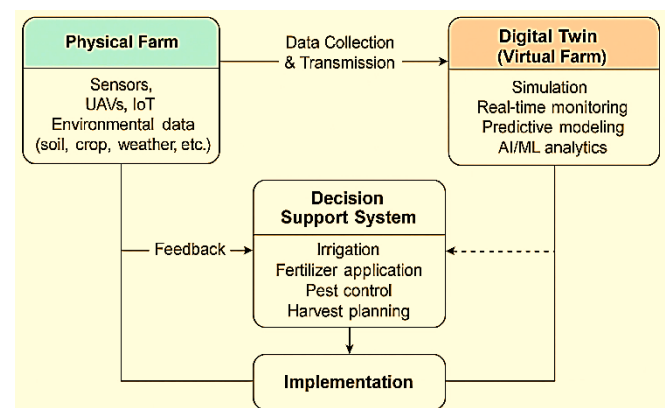 Physical Farm
Sensors,
UAVs, IoT
Environmental data
(soil, crop, weather, etc.)
Data Collection
& Transmission
Digital Twin
(Virtual Farm)
Simulation
Real-time monitoring
Predictive modeling
AI/ML analytics
Feedback
Decision
Support System
Irrigation
Fertilizer application
Pest control
Harvest planning
Implementation